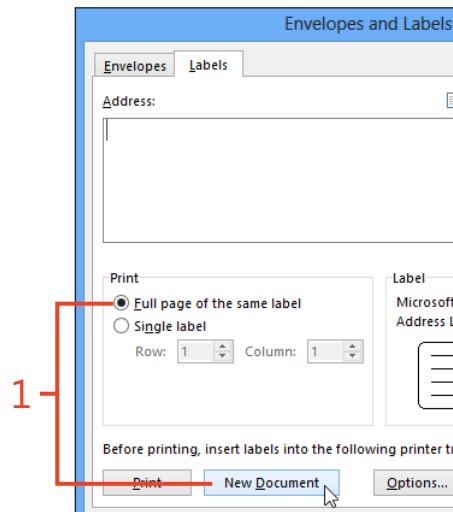 Envelopes and Labels
Envelopes Labels
Address:
Print
Full page of the same label
Single label
Row: 1 Column: 1
Label
Microsoft
Address L
1
Before printing, insert labels into the following printer tr
Print New Document Options...